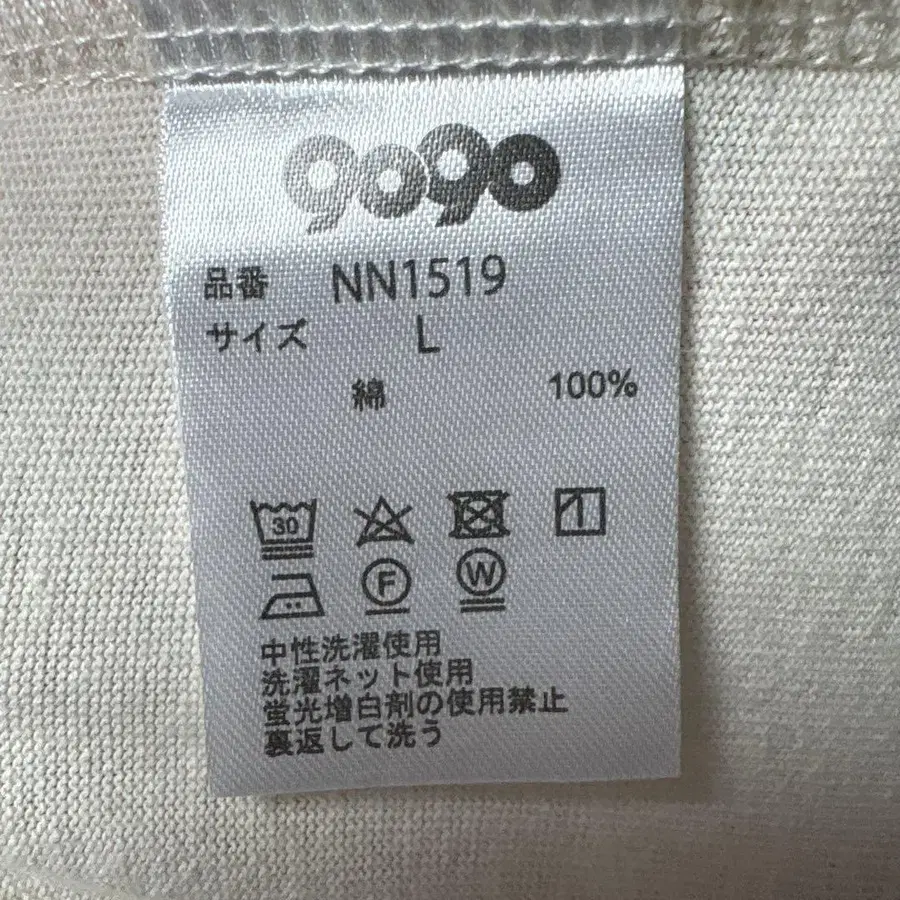 9090
品番 NN1519
サイズ L
綿 100%
30
F W
中性洗濯使用
洗濯ネット使用
蛍光増白剤の使用禁止
裏返して洗う